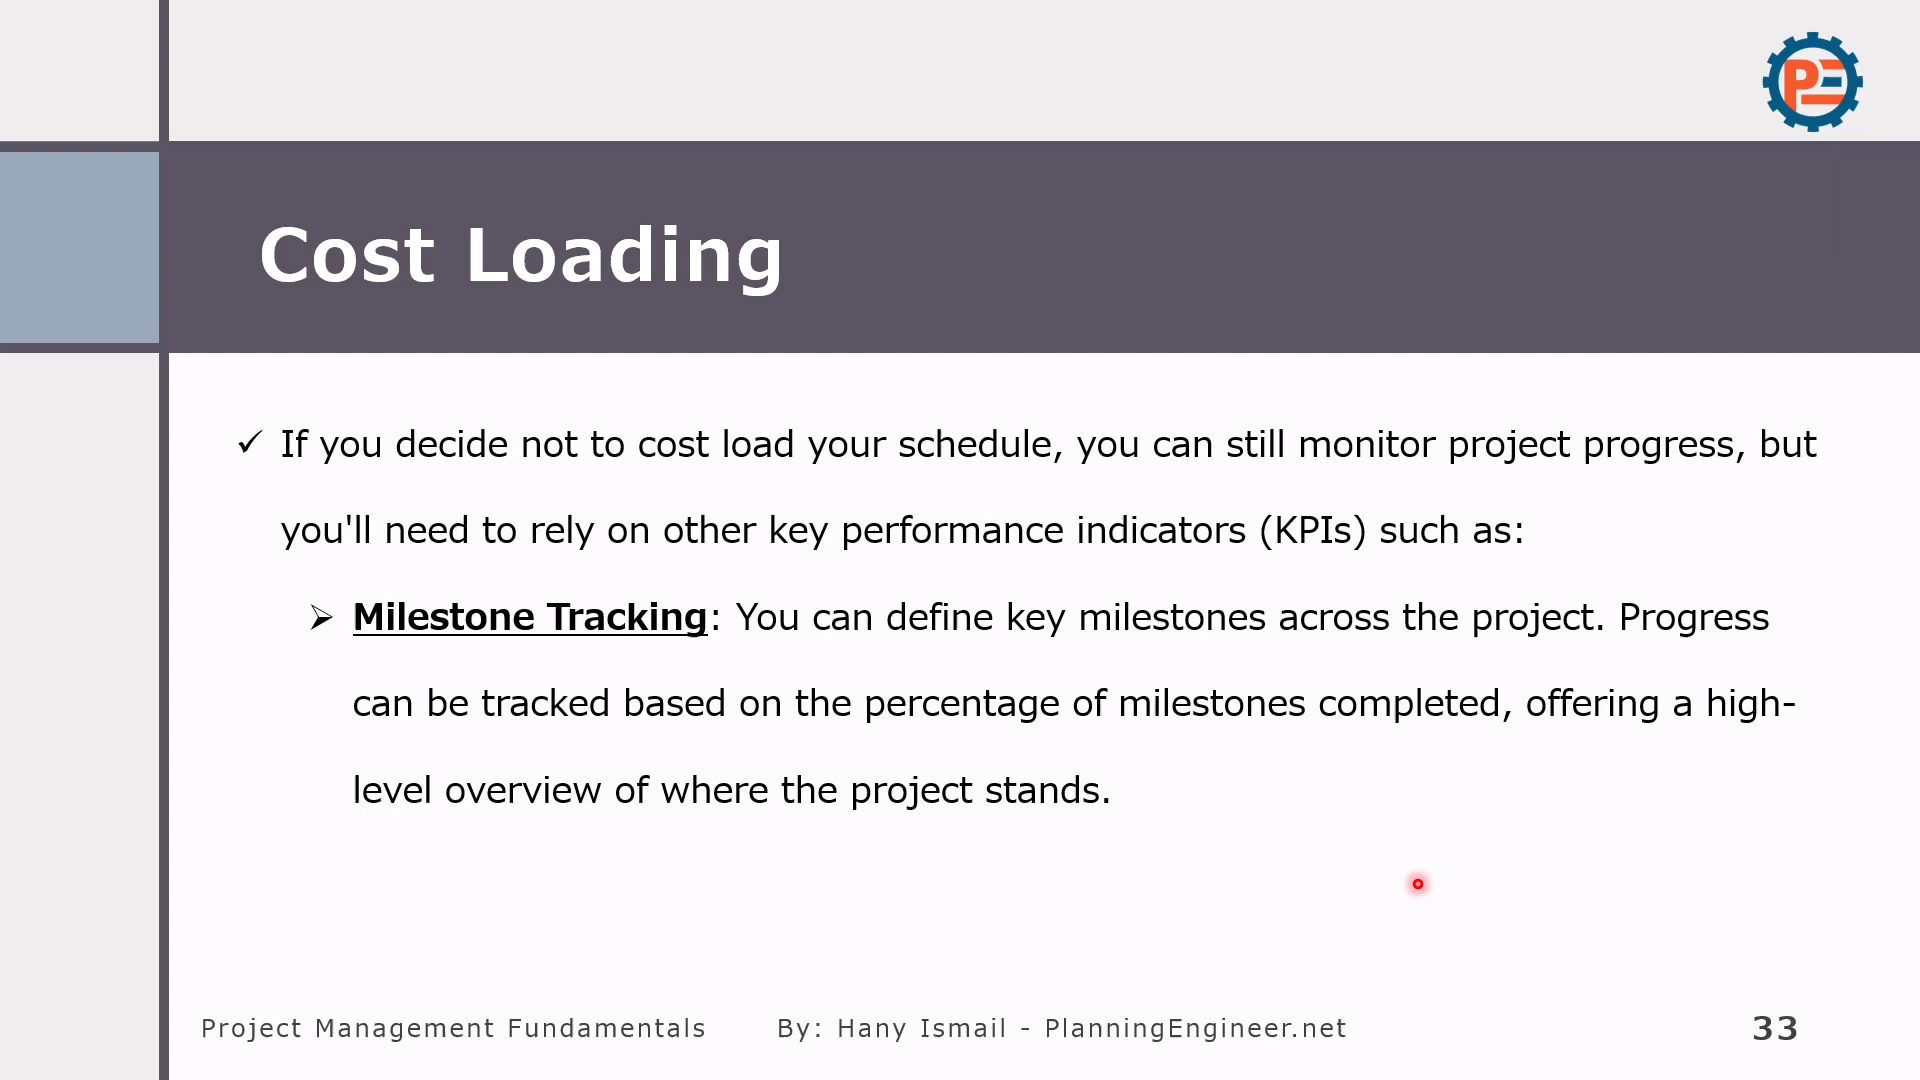 PE
Cost Loading
✓ If you decide not to cost load your schedule, you can still monitor project progress, but
you'll need to rely on other key performance indicators (KPIs) such as:
➢ Milestone Tracking: You can define key milestones across the project. Progress
can be tracked based on the percentage of milestones completed, offering a high-
level overview of where the project stands.
Project Management Fundamentals By: Hany Ismail - PlanningEngineer.net 33